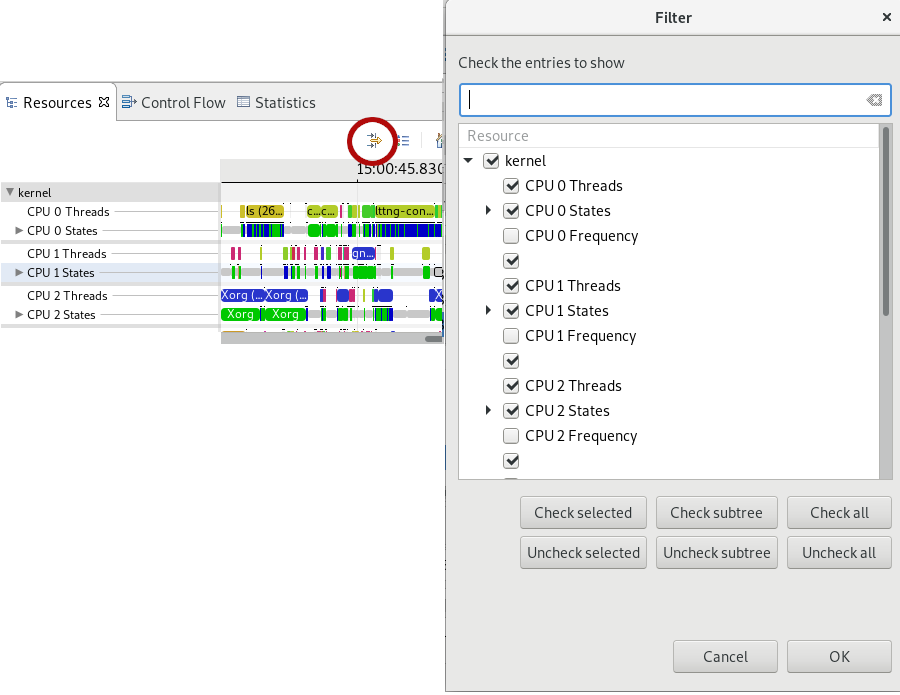 Filter
Check the entries to show
Resources
Control Flow
Statistics
15:00:45.830
kernel
CPU 0 Threads
ls (26...
c...c...
lttng-con...
CPU 0 States
CPU 1 Threads
gn...
CPU 1 States
CPU 2 Threads
Xorg (...
Xorg (...
X
CPU 2 States
Xorg
Xorg
Resource
kernel
CPU 0 Threads
CPU 0 States
CPU 0 Frequency
CPU 1 Threads
CPU 1 States
CPU 1 Frequency
CPU 2 Threads
CPU 2 States
CPU 2 Frequency
Check selected
Check subtree
Check all
Uncheck selected
Uncheck subtree
Uncheck all
Cancel
OK